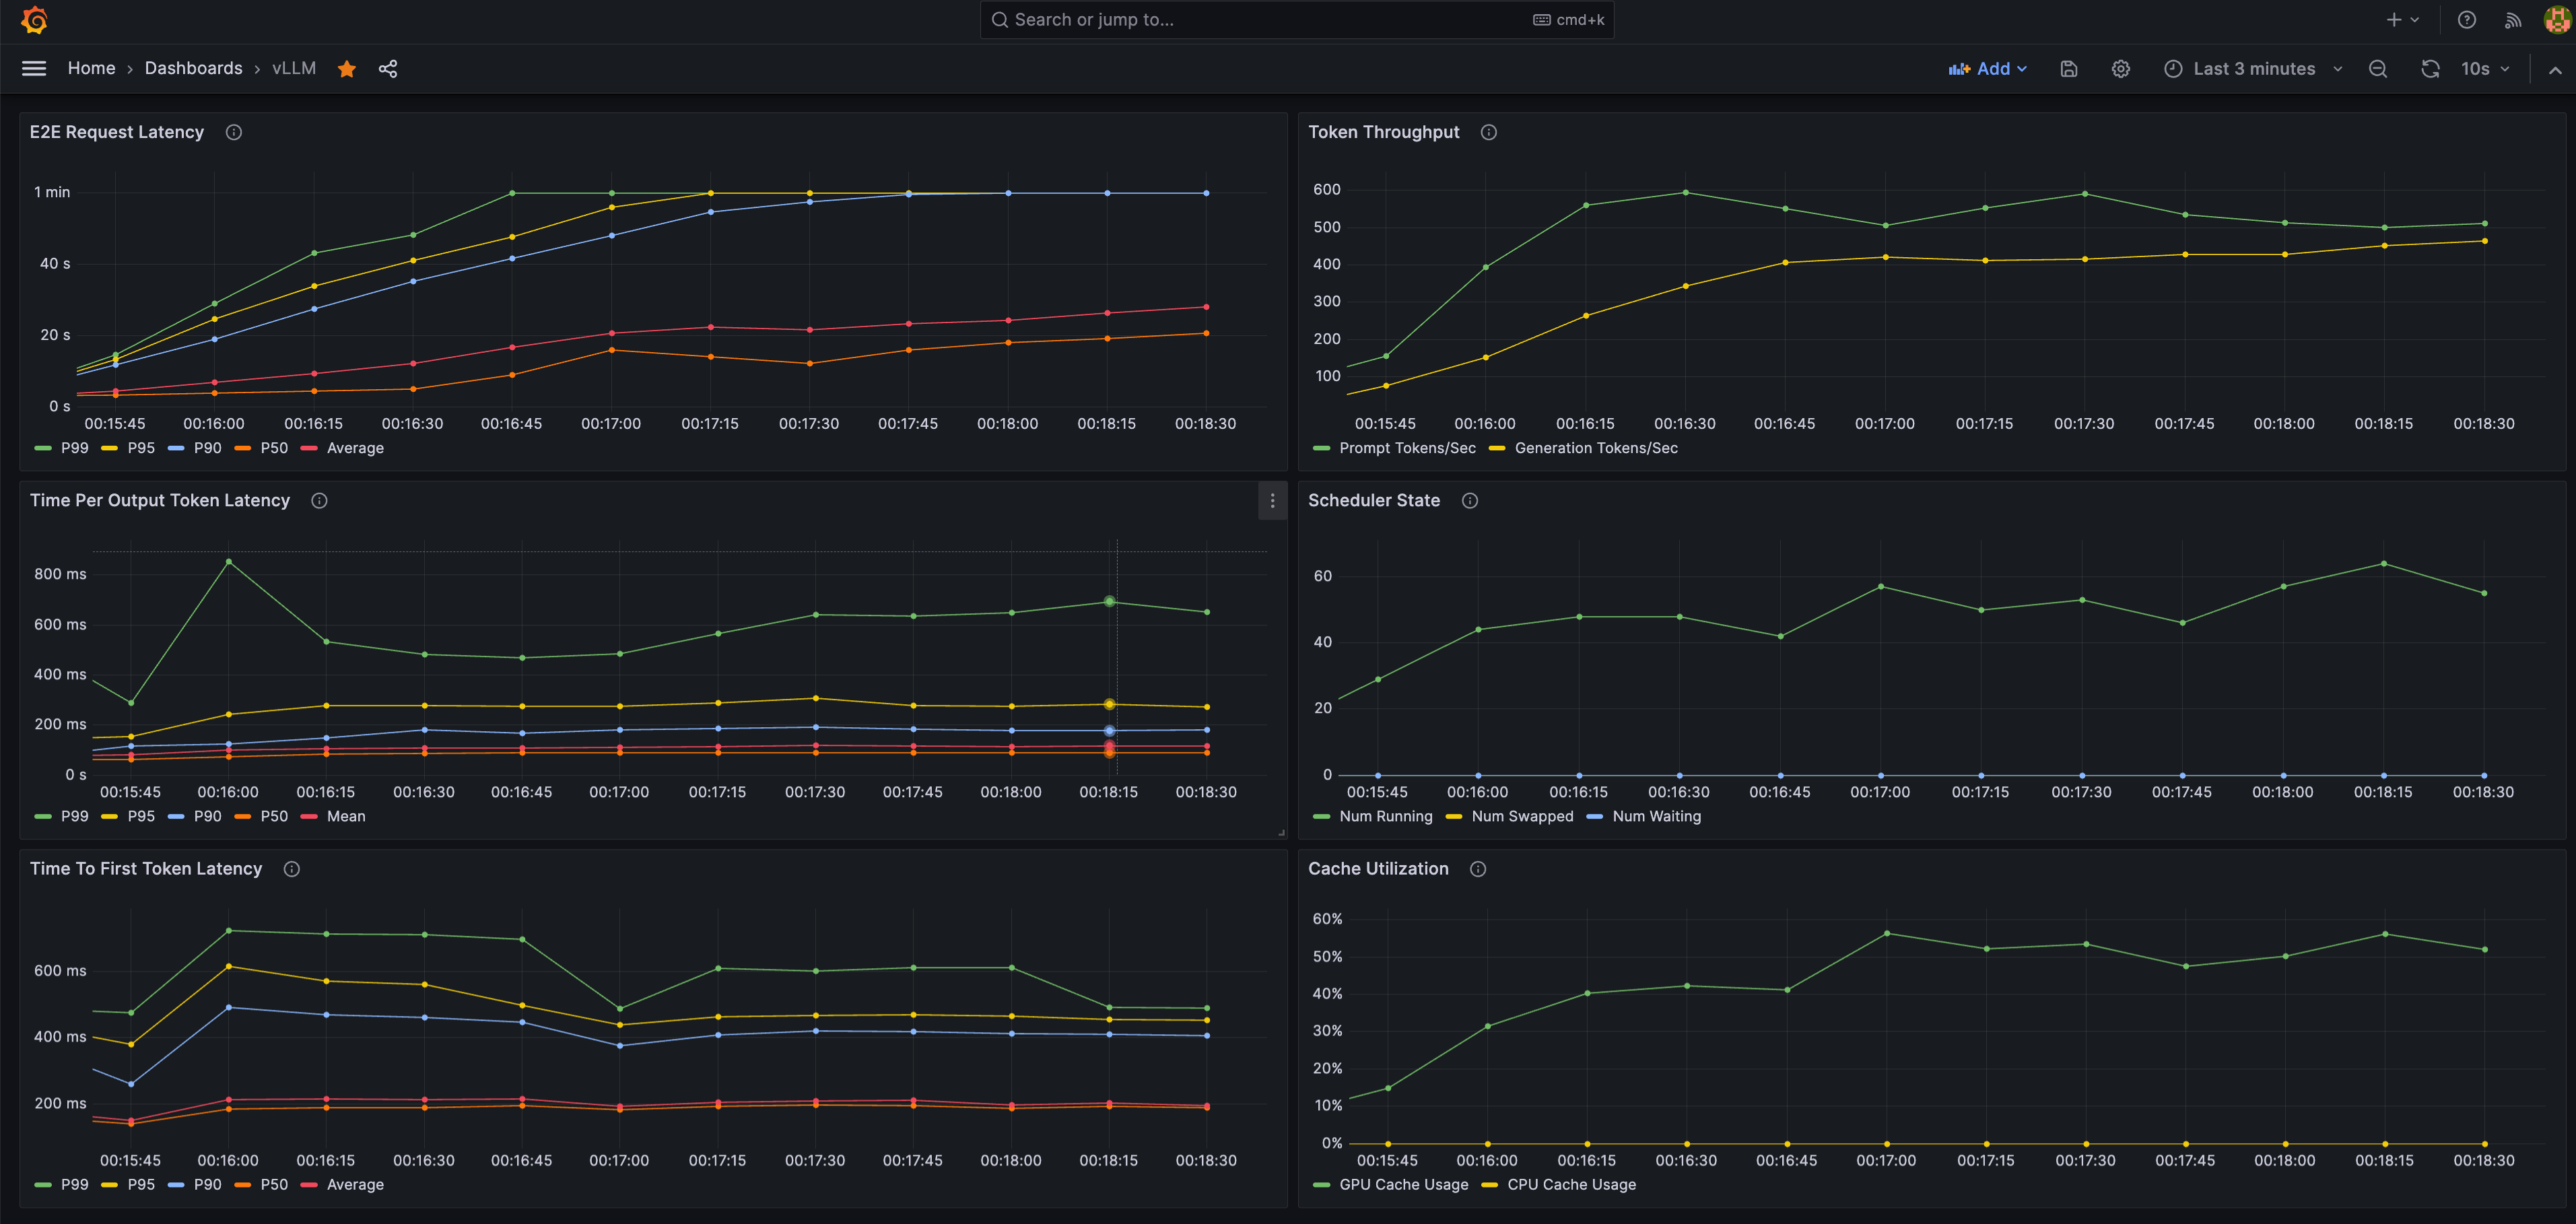 Search or jump to... cmd+k
Home › Dashboards › vLLM Add Last 3 minutes 10s
E2E Request Latency
1 min
40 s
20 s
0 s
00:15:45 00:16:00 00:16:15 00:16:30 00:16:45 00:17:00 00:17:15 00:17:30 00:17:45 00:18:00 00:18:15 00:18:30
P99 P95 P90 P50 Average
Token Throughput
600
500
400
300
200
100
00:15:45 00:16:00 00:16:15 00:16:30 00:16:45 00:17:00 00:17:15 00:17:30 00:17:45 00:18:00 00:18:15 00:18:30
Prompt Tokens/Sec Generation Tokens/Sec
Time Per Output Token Latency
800 ms
600 ms
400 ms
200 ms
0 s
00:15:45 00:16:00 00:16:15 00:16:30 00:16:45 00:17:00 00:17:15 00:17:30 00:17:45 00:18:00 00:18:15 00:18:30
P99 P95 P90 P50 Mean
Scheduler State
60
40
20
0
00:15:45 00:16:00 00:16:15 00:16:30 00:16:45 00:17:00 00:17:15 00:17:30 00:17:45 00:18:00 00:18:15 00:18:30
Num Running Num Swapped Num Waiting
Time To First Token Latency
600 ms
400 ms
200 ms
00:15:45 00:16:00 00:16:15 00:16:30 00:16:45 00:17:00 00:17:15 00:17:30 00:17:45 00:18:00 00:18:15 00:18:30
P99 P95 P90 P50 Average
Cache Utilization
60%
50%
40%
30%
20%
10%
0%
00:15:45 00:16:00 00:16:15 00:16:30 00:16:45 00:17:00 00:17:15 00:17:30 00:17:45 00:18:00 00:18:15 00:18:30
GPU Cache Usage CPU Cache Usage